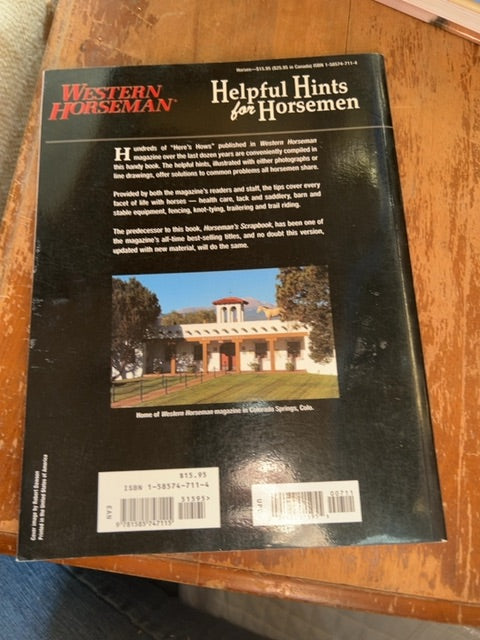 Horses—$15.95 ($25.95 in Canada) ISBN 1-58574-711-4
WESTERN
HORSEMAN
Helpful Hints
for Horsemen
Hundreds of "Here's Hows" published in Western Horseman
magazine over the last dozen years are conveniently compiled in
this handy book. The helpful hints, illustrated with either photographs or
line drawings, offer solutions to common problems all horsemen share.
Provided by both the magazine's readers and staff, the tips cover every
facet of life with horses — health care, tack and saddlery, barn and
stable equipment, fencing, knot-tying, trailering and trail riding.
The predecessor to this book, Horseman's Scrapbook, has been one of
the magazine's all-time best-selling titles, and no doubt this version,
updated with new material, will do the same.
Home of Western Horseman magazine in Colorado Springs, Colo.
Cover image by Robert Dawson
Printed in the United States of America
$15.95
ISBN 1-58574-711-4
51595>
EAN
9 781585 747115
00711